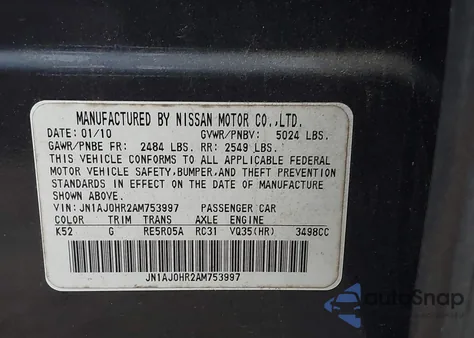 MANUFACTURED BY NISSAN MOTOR CO.,LTD.
DATE: 01/10 GVWR/PNBV: 5024 LBS.
GAWR/PNBE FR: 2484 LBS. RR: 2549 LBS.
THIS VEHICLE CONFORMS TO ALL APPLICABLE FEDERAL
MOTOR VEHICLE SAFETY,BUMPER,AND THEFT PREVENTION
STANDARDS IN EFFECT ON THE DATE OF MANUFACTURE
SHOWN ABOVE.
VIN: JN1AJ0HR2AM753997 PASSENGER CAR
COLOR TRIM TRANS AXLE ENGINE
K52 G RE5R05A RC31 VQ35(HR) 3498CC
JN1AJ0HR2AM753997
autoSnap